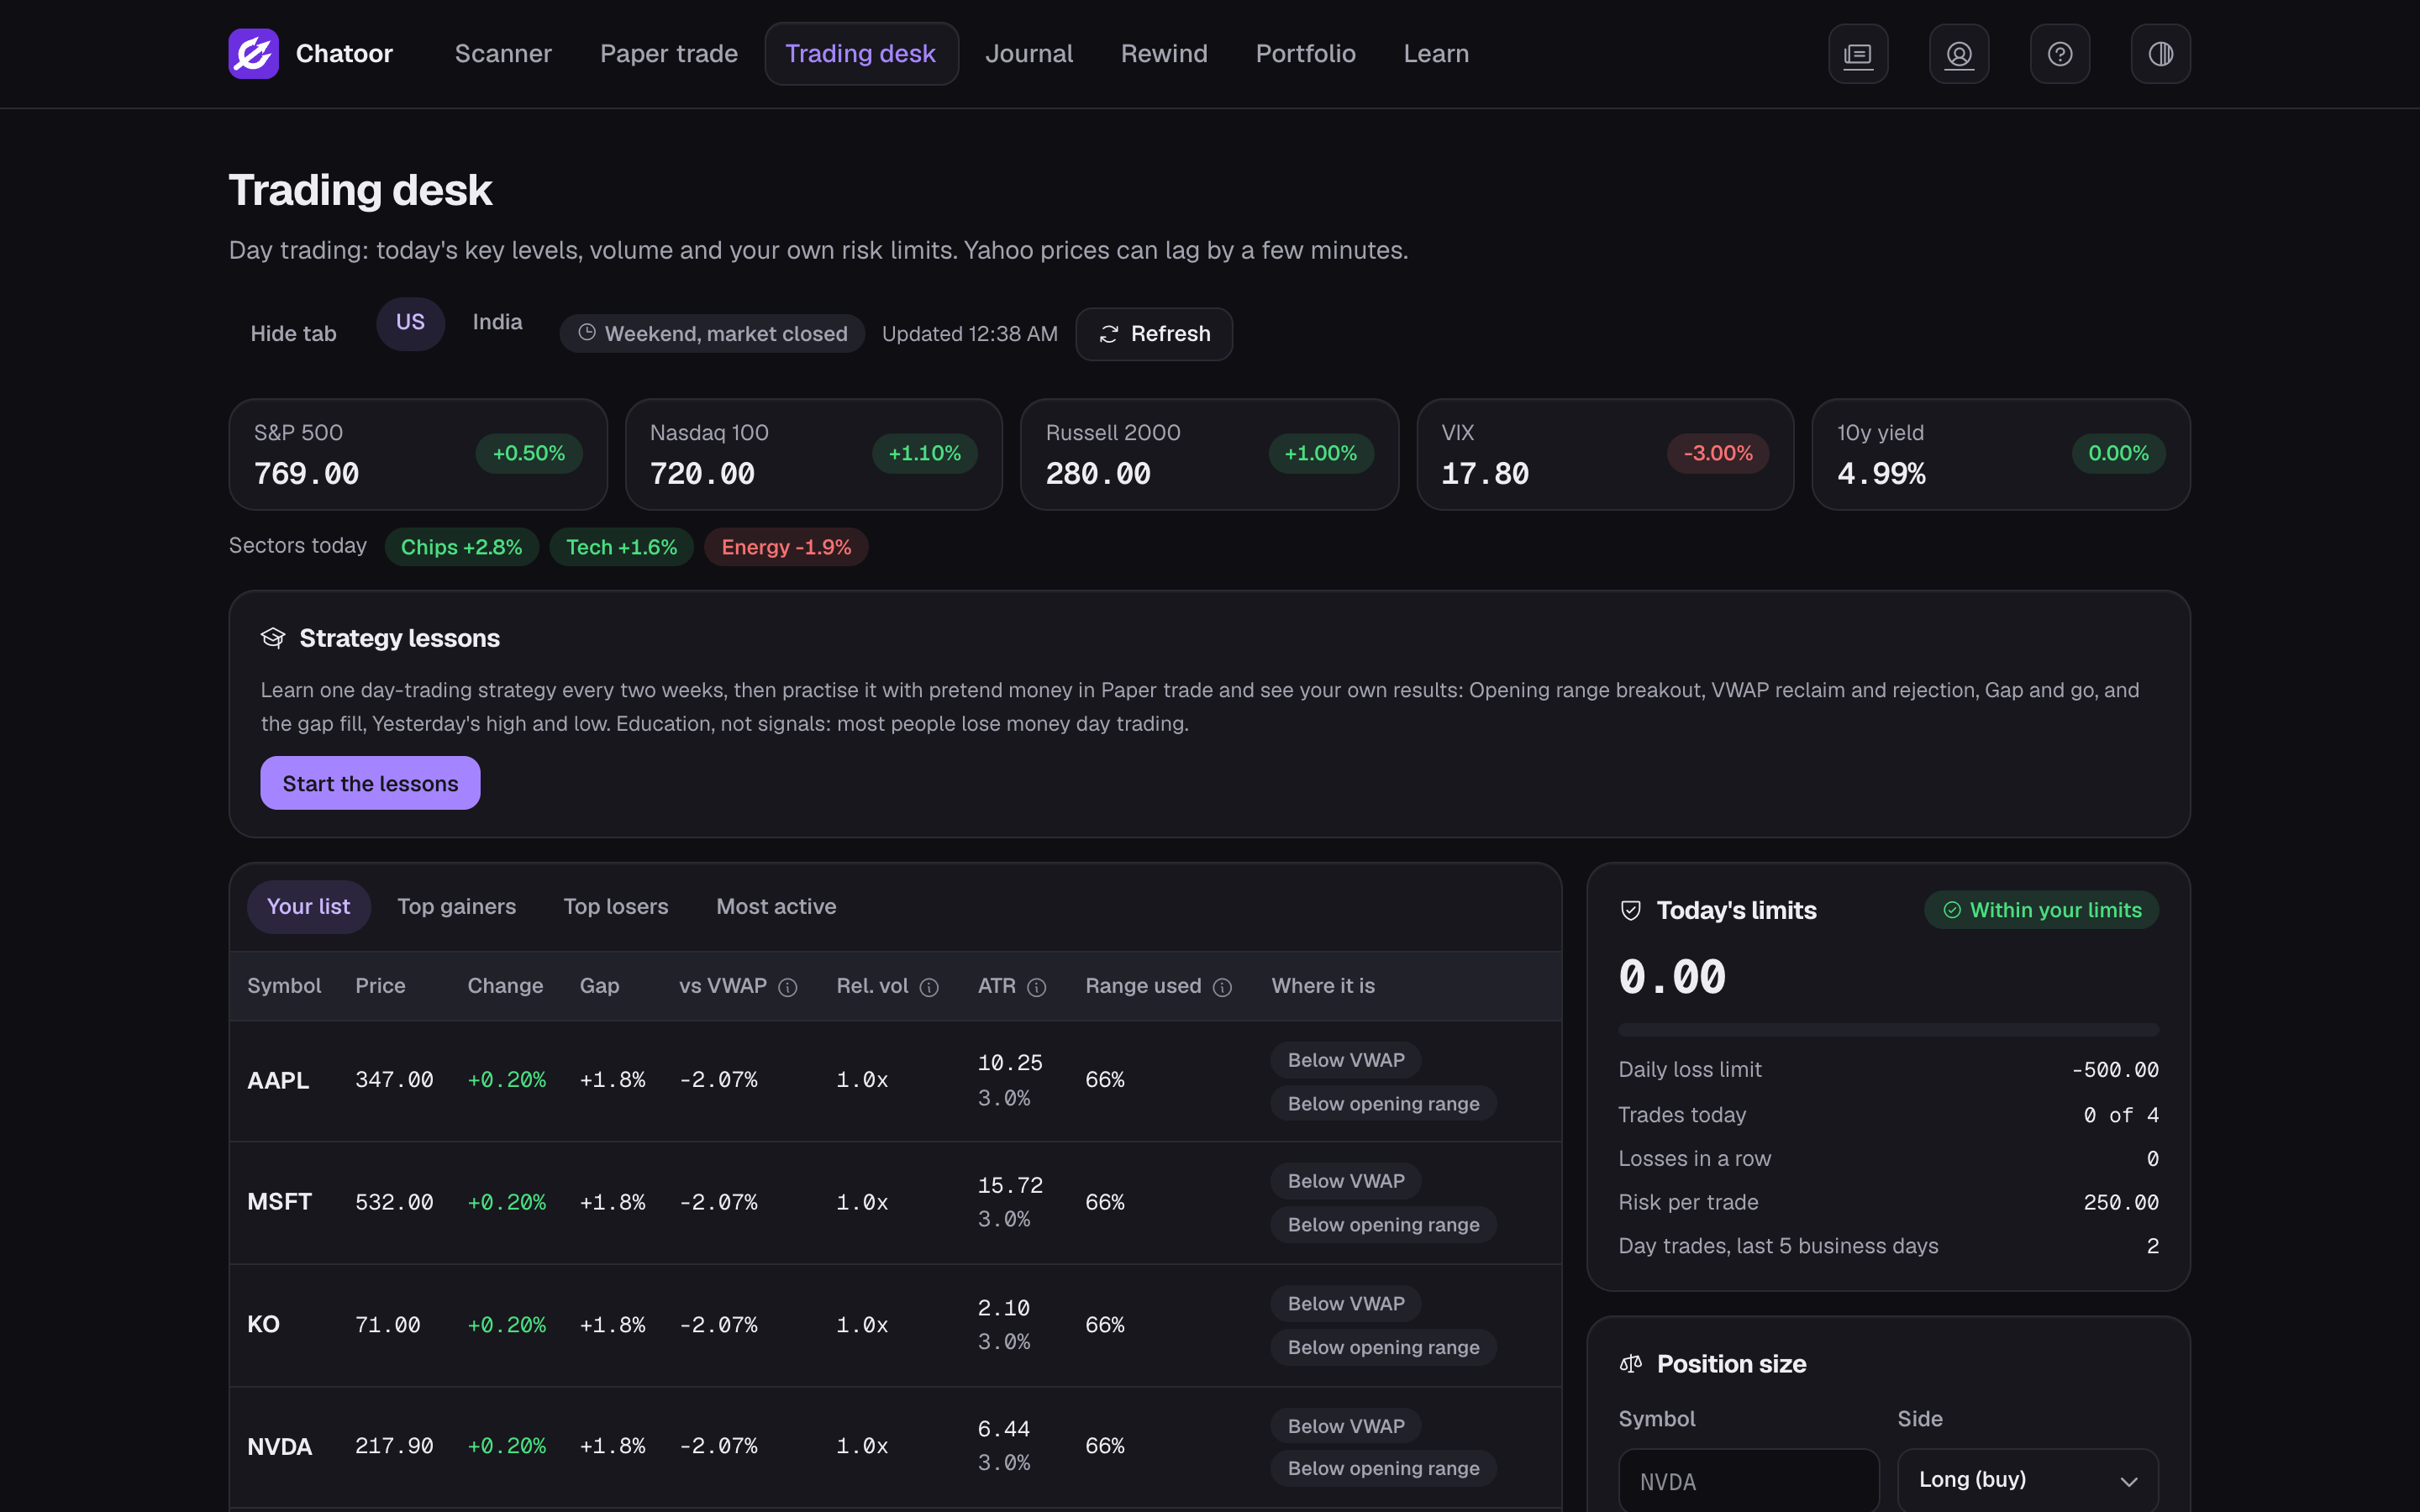 Chatoor Scanner Paper trade Trading desk Journal Rewind Portfolio Learn
Trading desk
Day trading: today's key levels, volume and your own risk limits. Yahoo prices can lag by a few minutes.
Hide tab US India Weekend, market closed Updated 12:38 AM Refresh
S&P 500
769.00
+0.50%
Nasdaq 100
720.00
+1.10%
Russell 2000
280.00
+1.00%
VIX
17.80
-3.00%
10y yield
4.99%
0.00%
Sectors today Chips +2.8% Tech +1.6% Energy -1.9%
Strategy lessons
Learn one day-trading strategy every two weeks, then practise it with pretend money in Paper trade and see your own results: Opening range breakout, VWAP reclaim and rejection, Gap and go, and
the gap fill, Yesterday's high and low. Education, not signals: most people lose money day trading.
Start the lessons
Your list Top gainers Top losers Most active
Symbol Price Change Gap vs VWAP Rel. vol ATR Range used Where it is
AAPL 347.00 +0.20% +1.8% -2.07% 1.0x 10.25 66% Below VWAP
3.0% Below opening range
MSFT 532.00 +0.20% +1.8% -2.07% 1.0x 15.72 66% Below VWAP
3.0% Below opening range
KO 71.00 +0.20% +1.8% -2.07% 1.0x 2.10 66% Below VWAP
3.0% Below opening range
NVDA 217.90 +0.20% +1.8% -2.07% 1.0x 6.44 66% Below VWAP
3.0% Below opening range
Today's limits Within your limits
0.00
Daily loss limit -500.00
Trades today 0 of 4
Losses in a row 0
Risk per trade 250.00
Day trades, last 5 business days 2
Position size
Symbol Side
NVDA Long (buy)